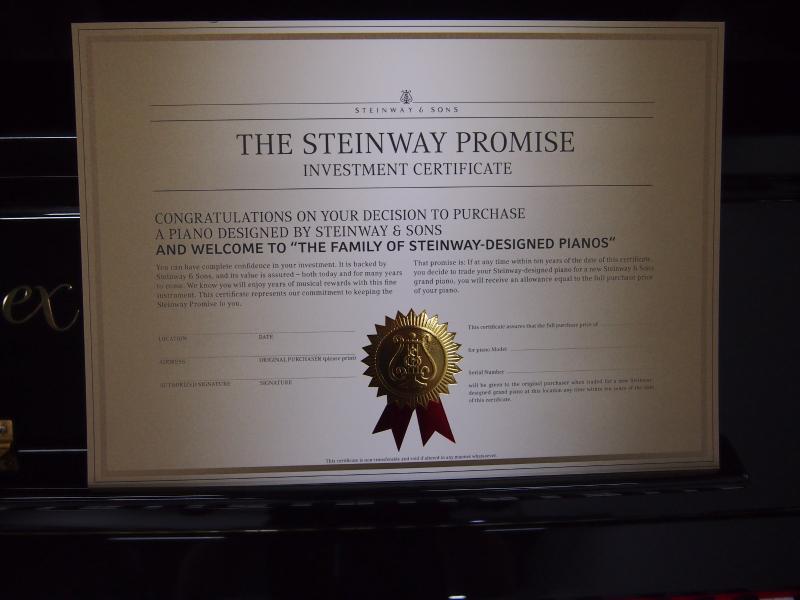 STEINWAY & SONS
THE STEINWAY PROMISE
INVESTMENT CERTIFICATE
CONGRATULATIONS ON YOUR DECISION TO PURCHASE
A PIANO DESIGNED BY STEINWAY & SONS
AND WELCOME TO “THE FAMILY OF STEINWAY-DESIGNED PIANOS”
You can have complete confidence in your investment. It is backed by
Steinway & Sons, and its value is assured – both today and for many years
to come. We know you will enjoy years of musical rewards with this fine
instrument. This certificate represents our commitment to keeping the
Steinway Promise to you.
That promise is: If at any time within ten years of the date of this certificate,
you decide to trade your Steinway-designed piano for a new Steinway & Sons
grand piano, you will receive an allowance equal to the full purchase price
of your piano.
ex
LOCATION DATE
ADDRESS ORIGINAL PURCHASER (please print)
AUTHORIZED SIGNATURE SIGNATURE
This certificate assures that the full purchase price of
for piano Model
Serial Number
will be given to the original purchaser when traded for a new Steinway-
designed grand piano at this location any time within ten years of the date
of this certificate.
This certificate is non-transferable and void if altered in any manner whatsoever.